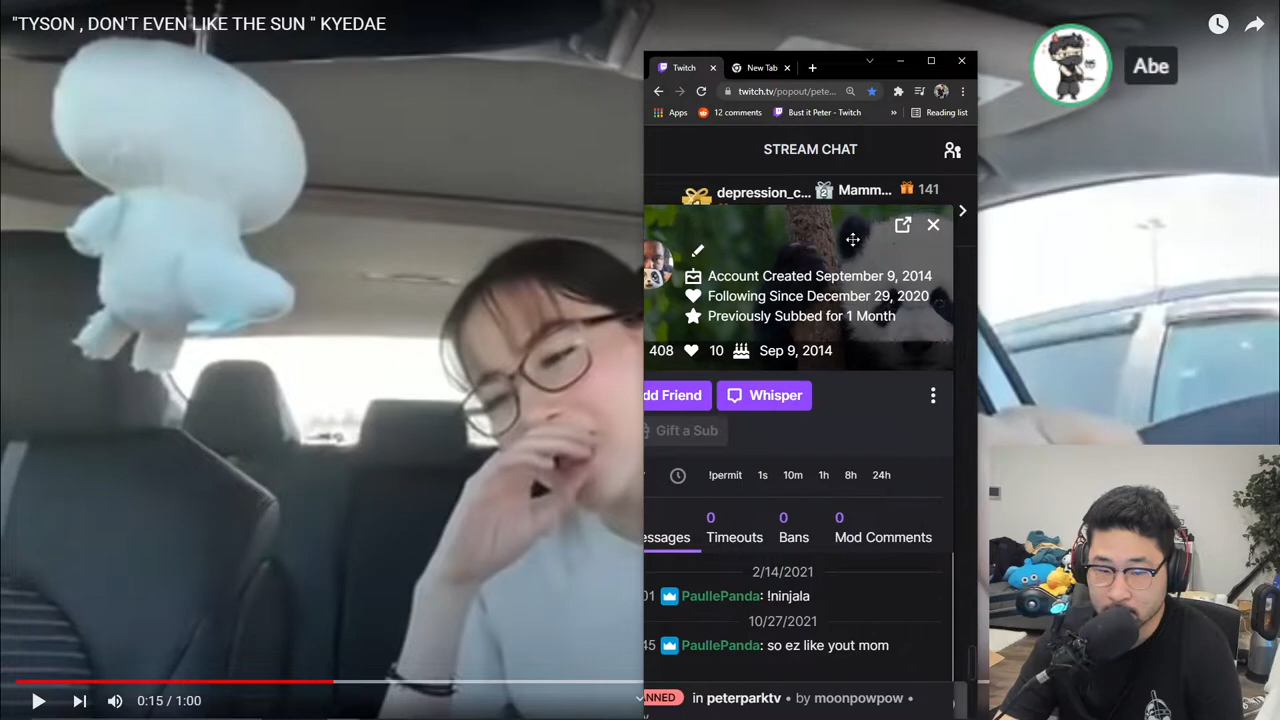 "TYSON , DON'T EVEN LIKE THE SUN " KYEDAE
Abe
Twitch
New Tab
twitch.tv/popout/pete...
Apps
12 comments
Bust it Peter - Twitch
»
Reading list
STREAM CHAT
depression_c...
2
Mamm...
141
Account Created September 9, 2014
Following Since December 29, 2020
Previously Subbed for 1 Month
408
10
Sep 9, 2014
dd Friend
Whisper
Gift a Sub
!permit 1s 10m 1h 8h 24h
0 0 0
essages Timeouts Bans Mod Comments
2/14/2021
01 PaullePanda: !ninjala
10/27/2021
45 PaullePanda: so ez like yout mom
ANNED in peterparktv • by moonpowpow •
0:15 / 1:00